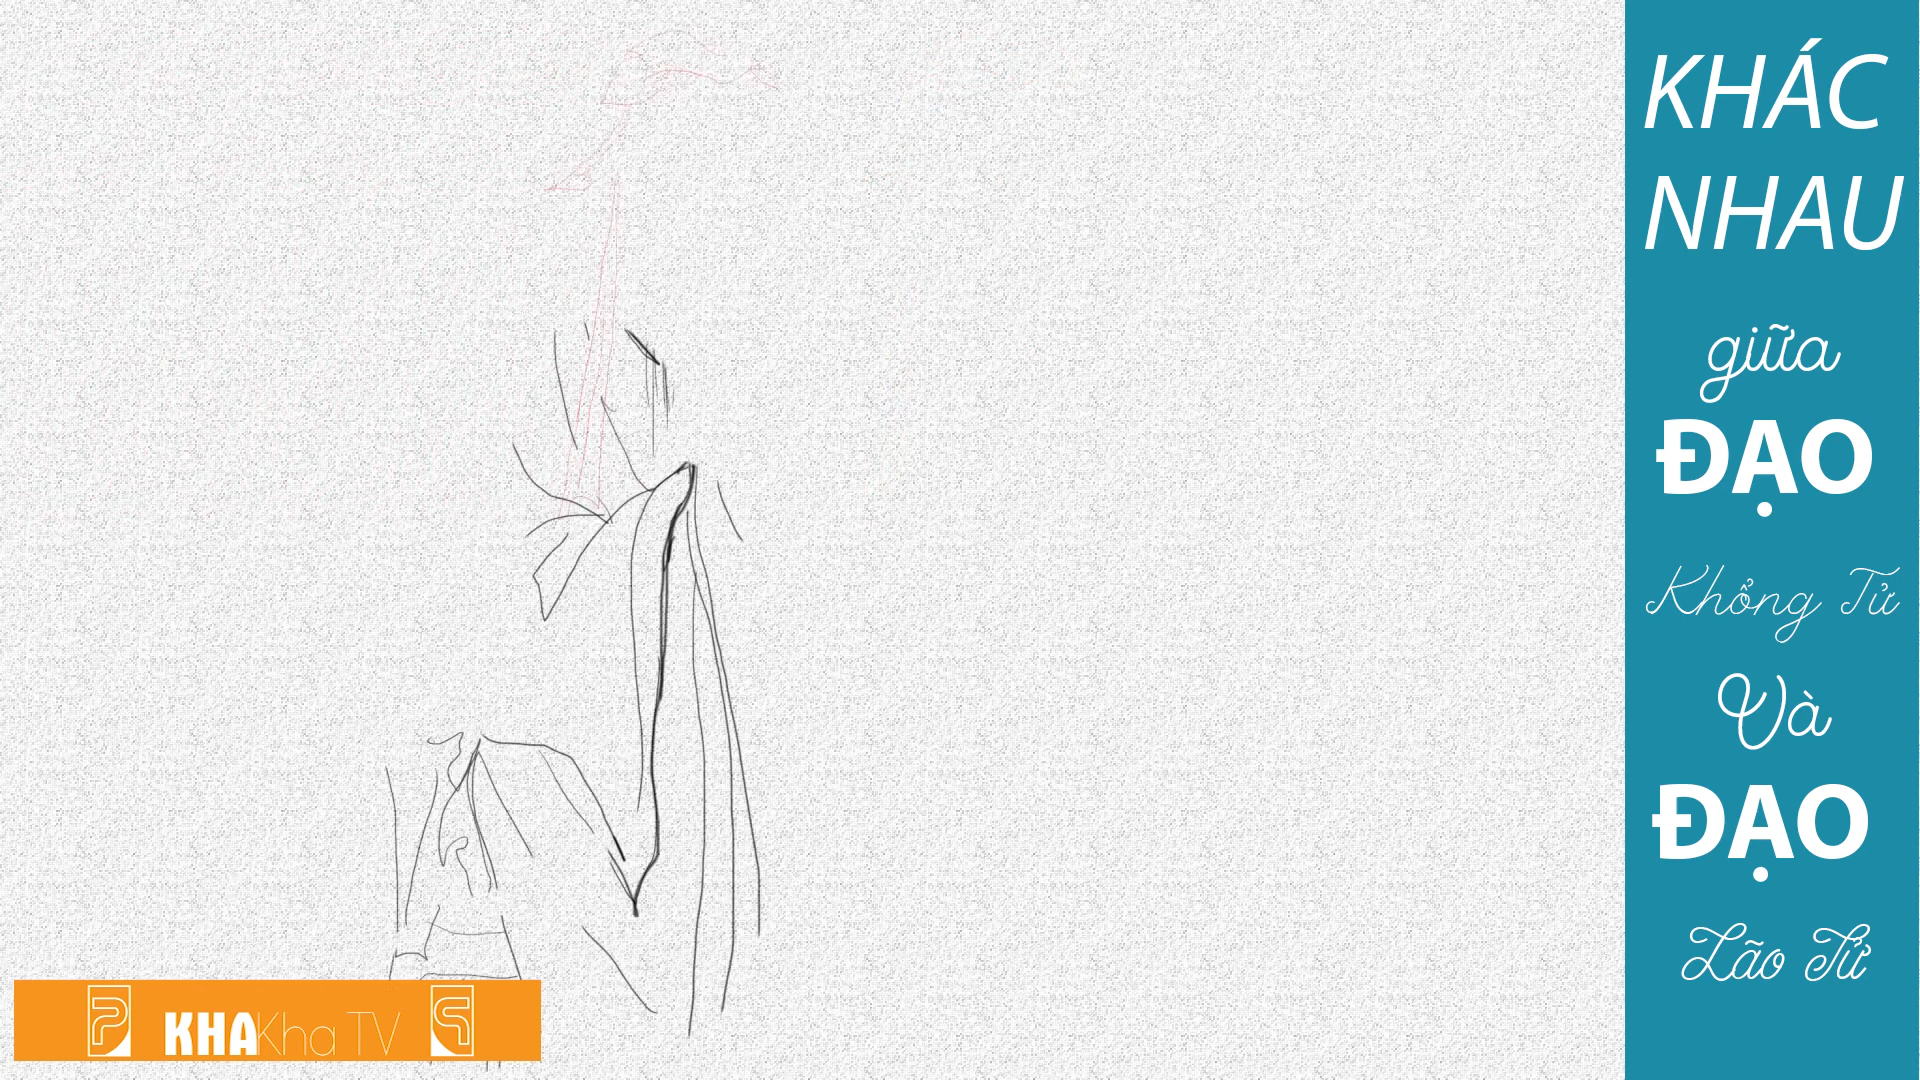 KHÁC
NHAU
giữa
ĐẠO
Khổng Tử
Và
ĐẠO
Lão Tử
KHAKha TV